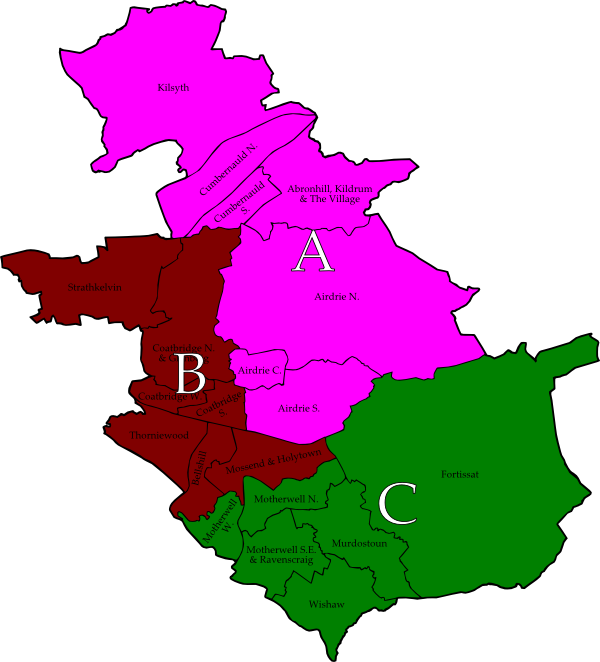 Kilsyth
Cumbernauld N.
Cumbernauld
S.
Abronhill, Kildrum
& The Village
A
Strathkelvin
Airdrie N.
Coatbridge N.
&
B
Airdrie C.
Coatbridge W.
Coatbridge
S.
Airdrie S.
Thorniewood
Bellshill
Mossend & Holytown
Fortissat
C
Motherwell N.
Motherwell
W.
Murdostoun
Motherwell S.E.
& Ravenscraig
Wishaw